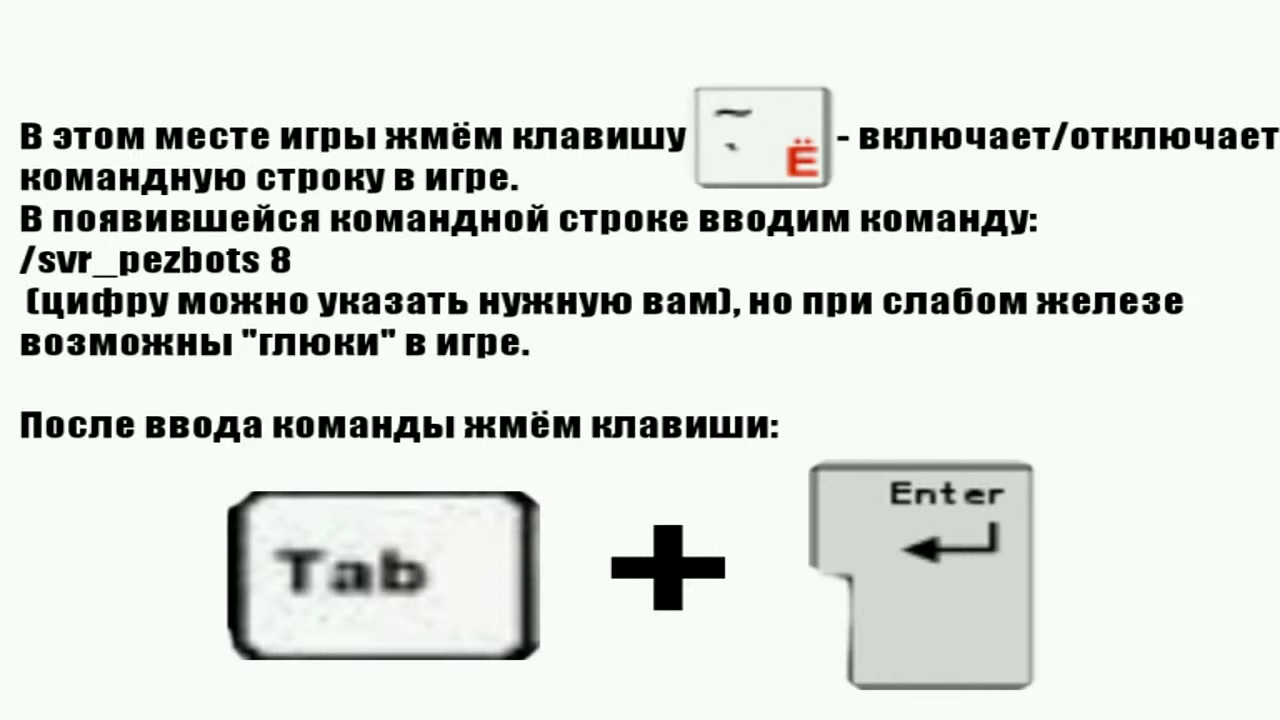 В этом месте игры жмём клавишу ~ ` Ё - включает/отключает
командную строку в игре.
В появившейся командной строке вводим команду:
/svr_pezbots 8
(цифру можно указать нужную вам), но при слабом железе
возможны "глюки" в игре.
После ввода команды жмём клавиши:
Tab + Enter